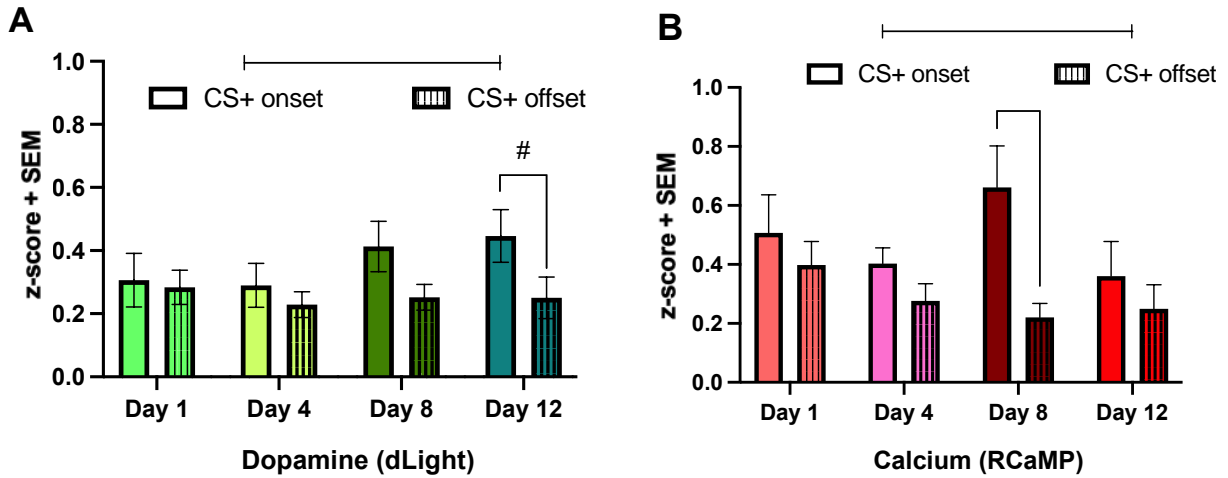 A
1.0
CS+ onset
CS+ offset
0.8
#
0.6
0.4
0.2
0.0
z-score + SEM
Day 1
Day 4
Day 8
Day 12
Dopamine (dLight)
B
CS+ onset
CS+ offset
1.0
0.8
0.6
0.4
0.2
0.0
z-score + SEM
Day 1
Day 4
Day 8
Day 12
Calcium (RCaMP)